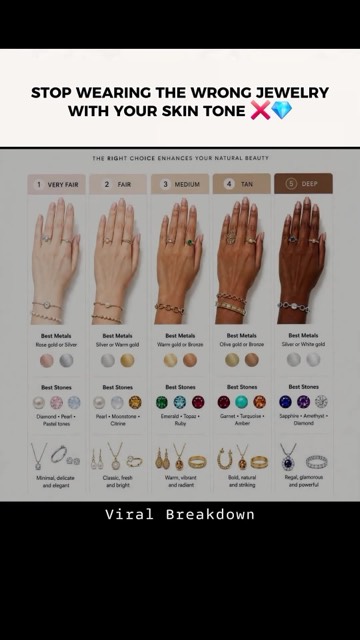 STOP WEARING THE WRONG JEWELRY
WITH YOUR SKIN TONE ❌💎
THE RIGHT CHOICE ENHANCES YOUR NATURAL BEAUTY
1 VERY FAIR
2 FAIR
3 MEDIUM
4 TAN
5 DEEP
Best Metals
Rose gold or Silver
Best Metals
Silver or Warm gold
Best Metals
Warm gold or Bronze
Best Metals
Olive gold or Bronze
Best Metals
Silver or White gold
Best Stones
Diamond • Pearl •
Pastel tones
Best Stones
Pearl • Moonstone •
Citrine
Best Stones
Emerald • Topaz •
Ruby
Best Stones
Garnet • Turquoise •
Amber
Best Stones
Sapphire • Amethyst •
Diamond
Minimal, delicate
and elegant
Classic, fresh
and bright
Warm, vibrant
and radiant
Bold, natural
and striking
Regal, glamorous
and powerful
Viral Breakdown